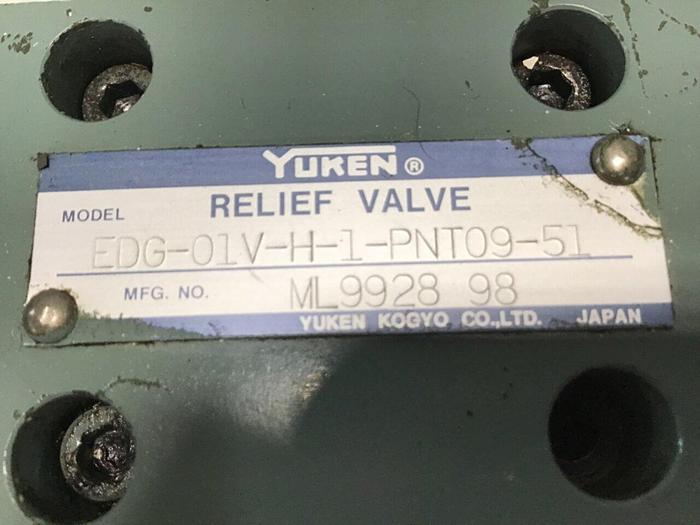 YUKEN ®
RELIEF VALVE
MODEL EDG-01V-H-1-PNT09-51
MFG. NO. ML9928 98
YUKEN KOGYO CO.,LTD. JAPAN